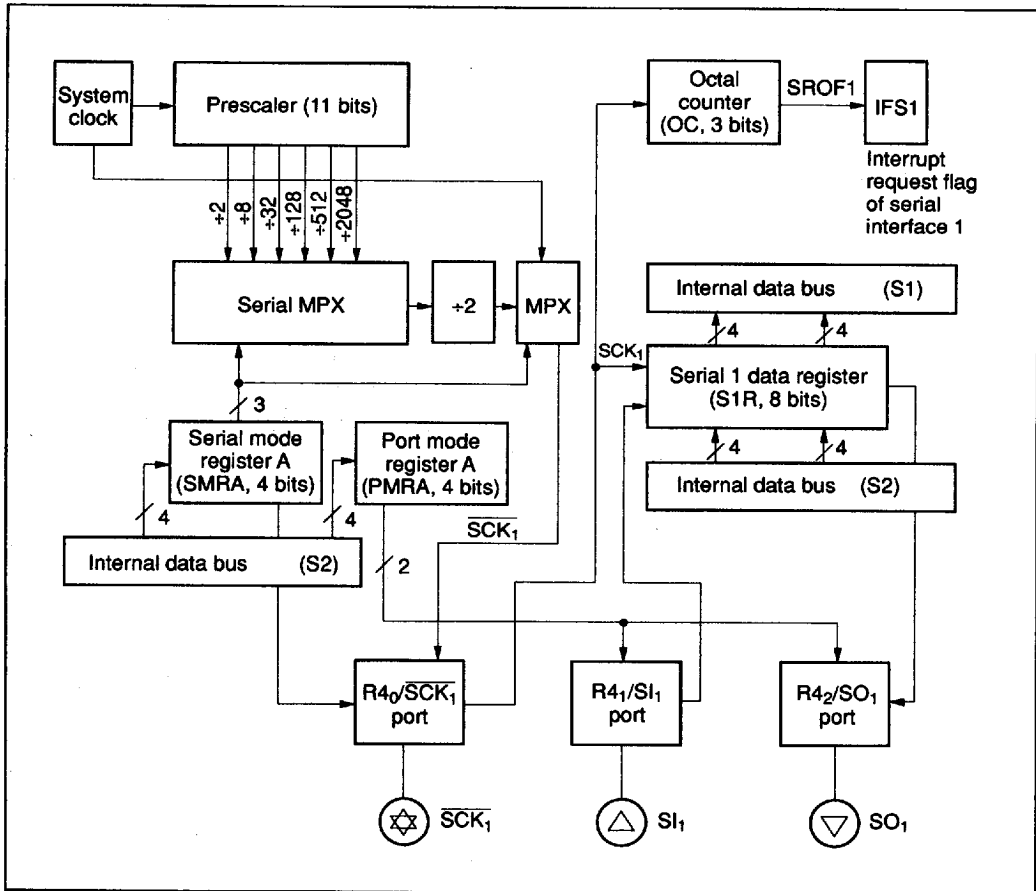 System
clock
Prescaler (11 bits)
Octal
counter
(OC, 3 bits)
SROF1
IFS1
Interrupt
request flag
of serial
interface 1
÷2
÷8
÷32
÷128
÷512
÷2048
Serial MPX
÷2
MPX
Internal data bus (S1)
4
4
SCK₁
Serial 1 data register
(S1R, 8 bits)
4
4
Internal data bus (S2)
3
Serial mode
register A
(SMRA, 4 bits)
Port mode
register A
(PMRA, 4 bits)
4
4
Internal data bus (S2)
2
S̅C̅K̅₁̅
R4₀/S̅C̅K̅₁̅
port
R4₁/SI₁
port
R4₂/SO₁
port
S̅C̅K̅₁̅
SI₁
SO₁